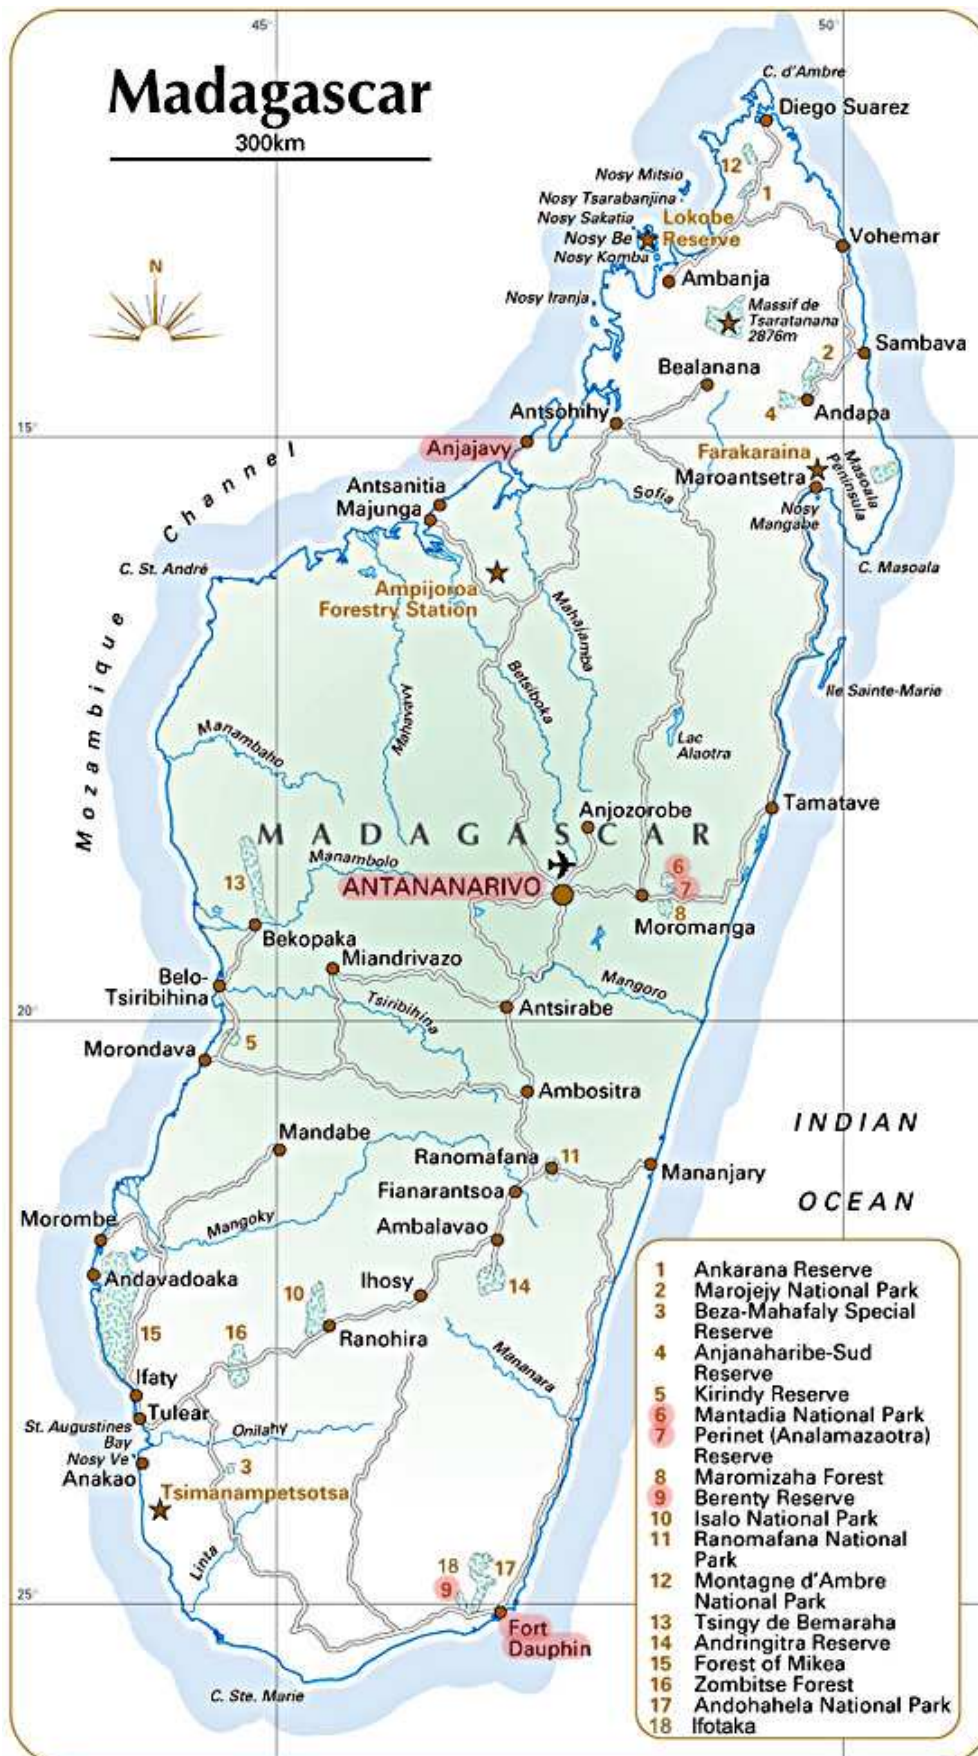 45°
50°
Madagascar
300km
N
C. d'Ambre
Diego Suarez
12
1
Nosy Mitsio
Nosy Tsarabanjina
Nosy Sakatia
Nosy Be
Nosy Komba
Lokobe
Reserve
Vohemar
Ambanja
Nosy Iranja
Massif de
Tsaratanana
2876m
2
Sambava
Bealanana
4
Andapa
Antsohihy
15°
Anjajavy
Farakaraina
Maroantsetra
Masoala
Peninsula
Sofia
Nosy
Mangabe
Antsanitia
Majunga
C. Masoala
C. St. André
Mozambique Channel
Ampijoroa
Forestry Station
Mahajamba
Betsiboka
Mahavavy
Ile Sainte-Marie
Manambaho
Lac
Alaotra
Anjozorobe
Tamatave
MADAGASCAR
Manambolo
13
ANTANANARIVO
6
7
8
Moromanga
Bekopaka
Miandrivazo
Belo-
Tsiribihina
Tsiribihina
Mangoro
Antsirabe
20°
5
Morondava
Ambositra
INDIAN
OCEAN
Mandabe
Ranomafana
11
Mananjary
Fianarantsoa
Mangoky
Ambalavao
Morombe
Andavadoaka
Ihosy
14
10
Ranohira
15
16
Mananara
Ifaty
Tulear
St. Augustines
Bay
Onilahy
Nosy Ve
Anakao
3
Tsimanampetsotsa
Linta
18
17
9
25°
Fort
Dauphin
C. Ste. Marie
1 Ankarana Reserve
2 Marojejy National Park
3 Beza-Mahafaly Special
Reserve
4 Anjanaharibe-Sud
Reserve
5 Kirindy Reserve
6 Mantadia National Park
7 Perinet (Analamazaotra)
Reserve
8 Maromizaha Forest
9 Berenty Reserve
10 Isalo National Park
11 Ranomafana National
Park
12 Montagne d'Ambre
National Park
13 Tsingy de Bemaraha
14 Andringitra Reserve
15 Forest of Mikea
16 Zombitse Forest
17 Andohahela National Park
18 Ifotaka